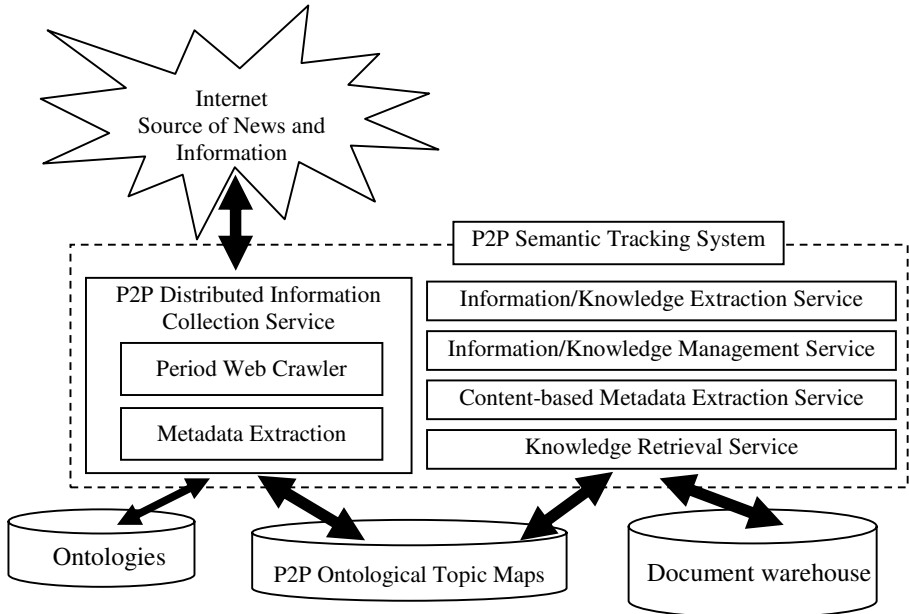 Internet
Source of News and
Information
P2P Semantic Tracking System
P2P Distributed Information
Collection Service
Period Web Crawler
Metadata Extraction
Information/Knowledge Extraction Service
Information/Knowledge Management Service
Content-based Metadata Extraction Service
Knowledge Retrieval Service
Ontologies
P2P Ontological Topic Maps
Document warehouse